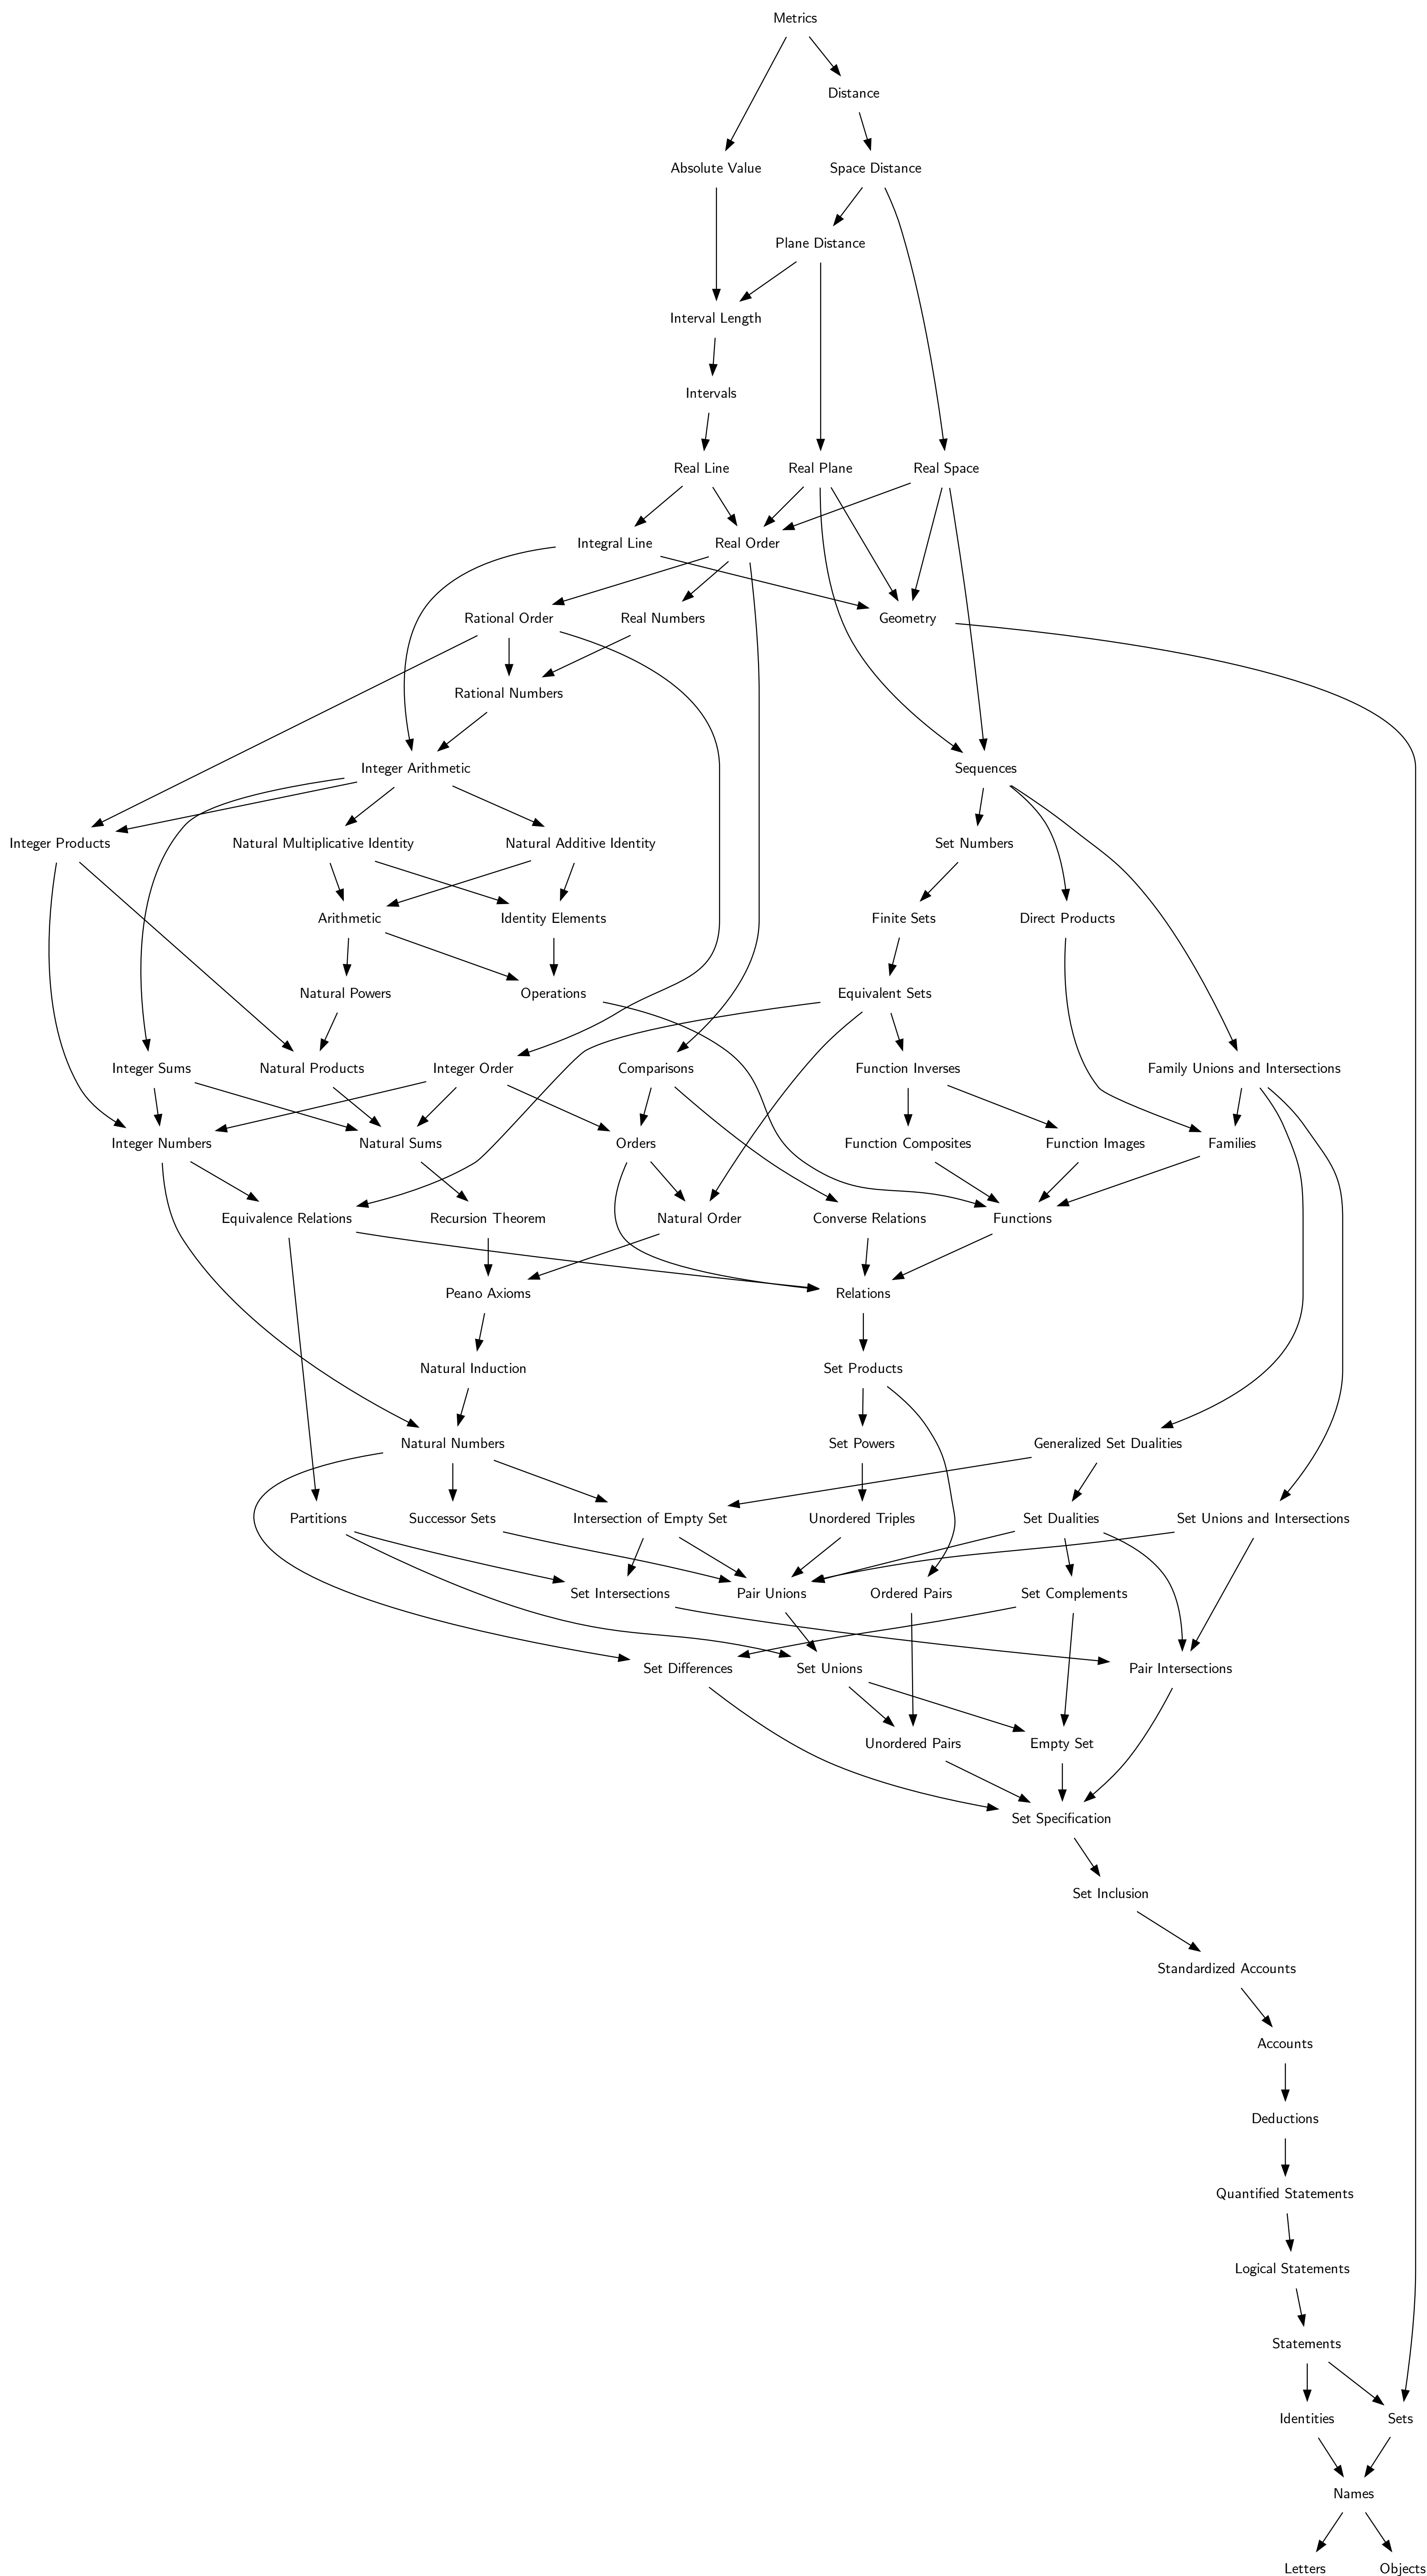 Metrics
Distance
Absolute Value
Space Distance
Plane Distance
Interval Length
Intervals
Real Line
Real Plane
Real Space
Integral Line
Real Order
Rational Order
Real Numbers
Geometry
Rational Numbers
Integer Arithmetic
Sequences
Integer Products
Natural Multiplicative Identity
Natural Additive Identity
Set Numbers
Arithmetic
Identity Elements
Finite Sets
Direct Products
Natural Powers
Operations
Equivalent Sets
Integer Sums
Natural Products
Integer Order
Comparisons
Function Inverses
Family Unions and Intersections
Integer Numbers
Natural Sums
Orders
Function Composites
Function Images
Families
Equivalence Relations
Recursion Theorem
Natural Order
Converse Relations
Functions
Peano Axioms
Relations
Natural Induction
Set Products
Natural Numbers
Set Powers
Generalized Set Dualities
Partitions
Successor Sets
Intersection of Empty Set
Unordered Triples
Set Dualities
Set Unions and Intersections
Set Intersections
Pair Unions
Ordered Pairs
Set Complements
Set Differences
Set Unions
Pair Intersections
Unordered Pairs
Empty Set
Set Specification
Set Inclusion
Standardized Accounts
Accounts
Deductions
Quantified Statements
Logical Statements
Statements
Identities
Sets
Names
Letters
Objects